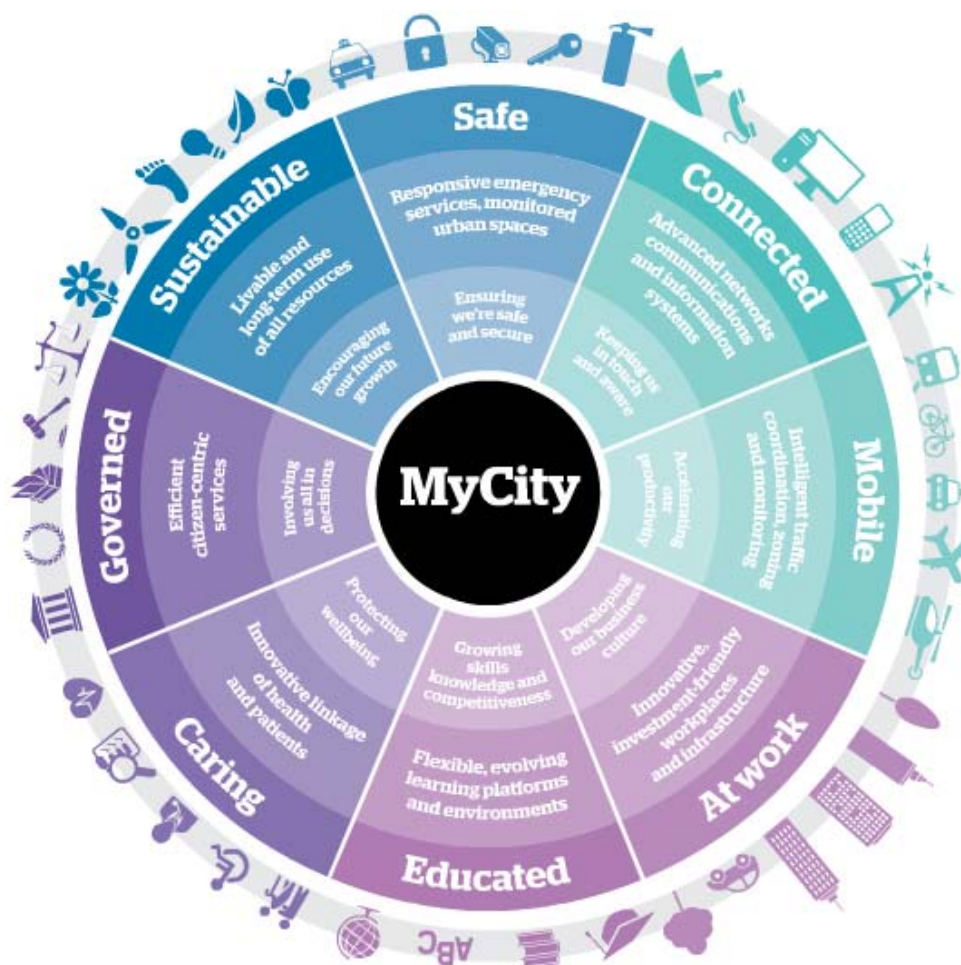 Safe
Responsive emergency
services, monitored
urban spaces
Ensuring
we're safe
and secure
Connected
Advanced networks
communications
and information
systems
Keeping us
in touch
and aware
Mobile
Intelligent traffic
coordination, zoning
and monitoring
Accelerating
our
productivity
At work
Innovative,
investment-friendly
workplaces
and infrastructure
Developing
our business
culture
Educated
Flexible, evolving
learning platforms
and environments
Growing
skills
knowledge and
competitiveness
Caring
Innovative linkage
of health
and patients
Protecting
our
wellbeing
Governed
Efficient
citizen-centric
services
Involving
us all in
decisions
Sustainable
Livable and
long-term use
of all resources
Encouraging
our future
growth
MyCity
ABC